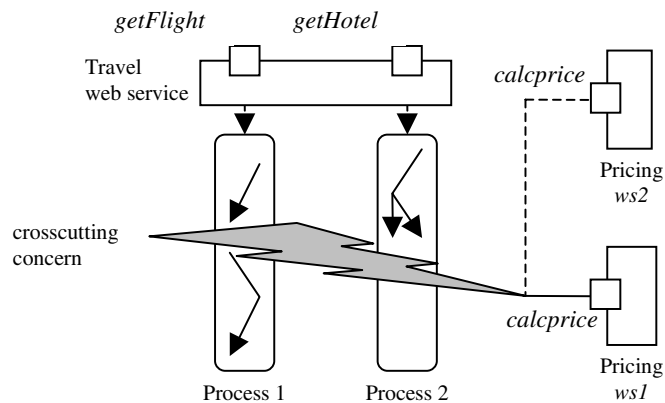 getFlight
getHotel
Travel
web service
calcprice
Pricing
ws2
crosscutting
concern
calcprice
Pricing
ws1
Process 1
Process 2